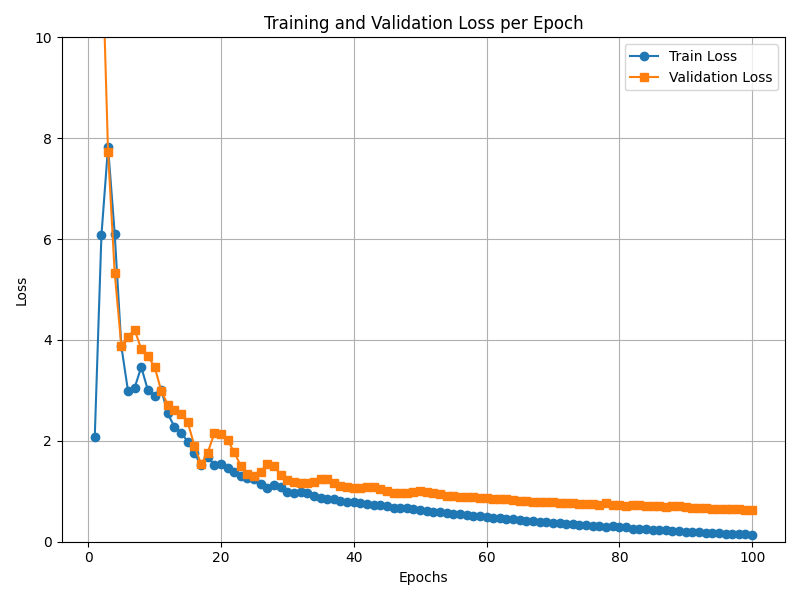 Training and Validation Loss per Epoch
Train Loss
Validation Loss
Loss
10
8
6
4
2
0
0 20 40 60 80 100
Epochs